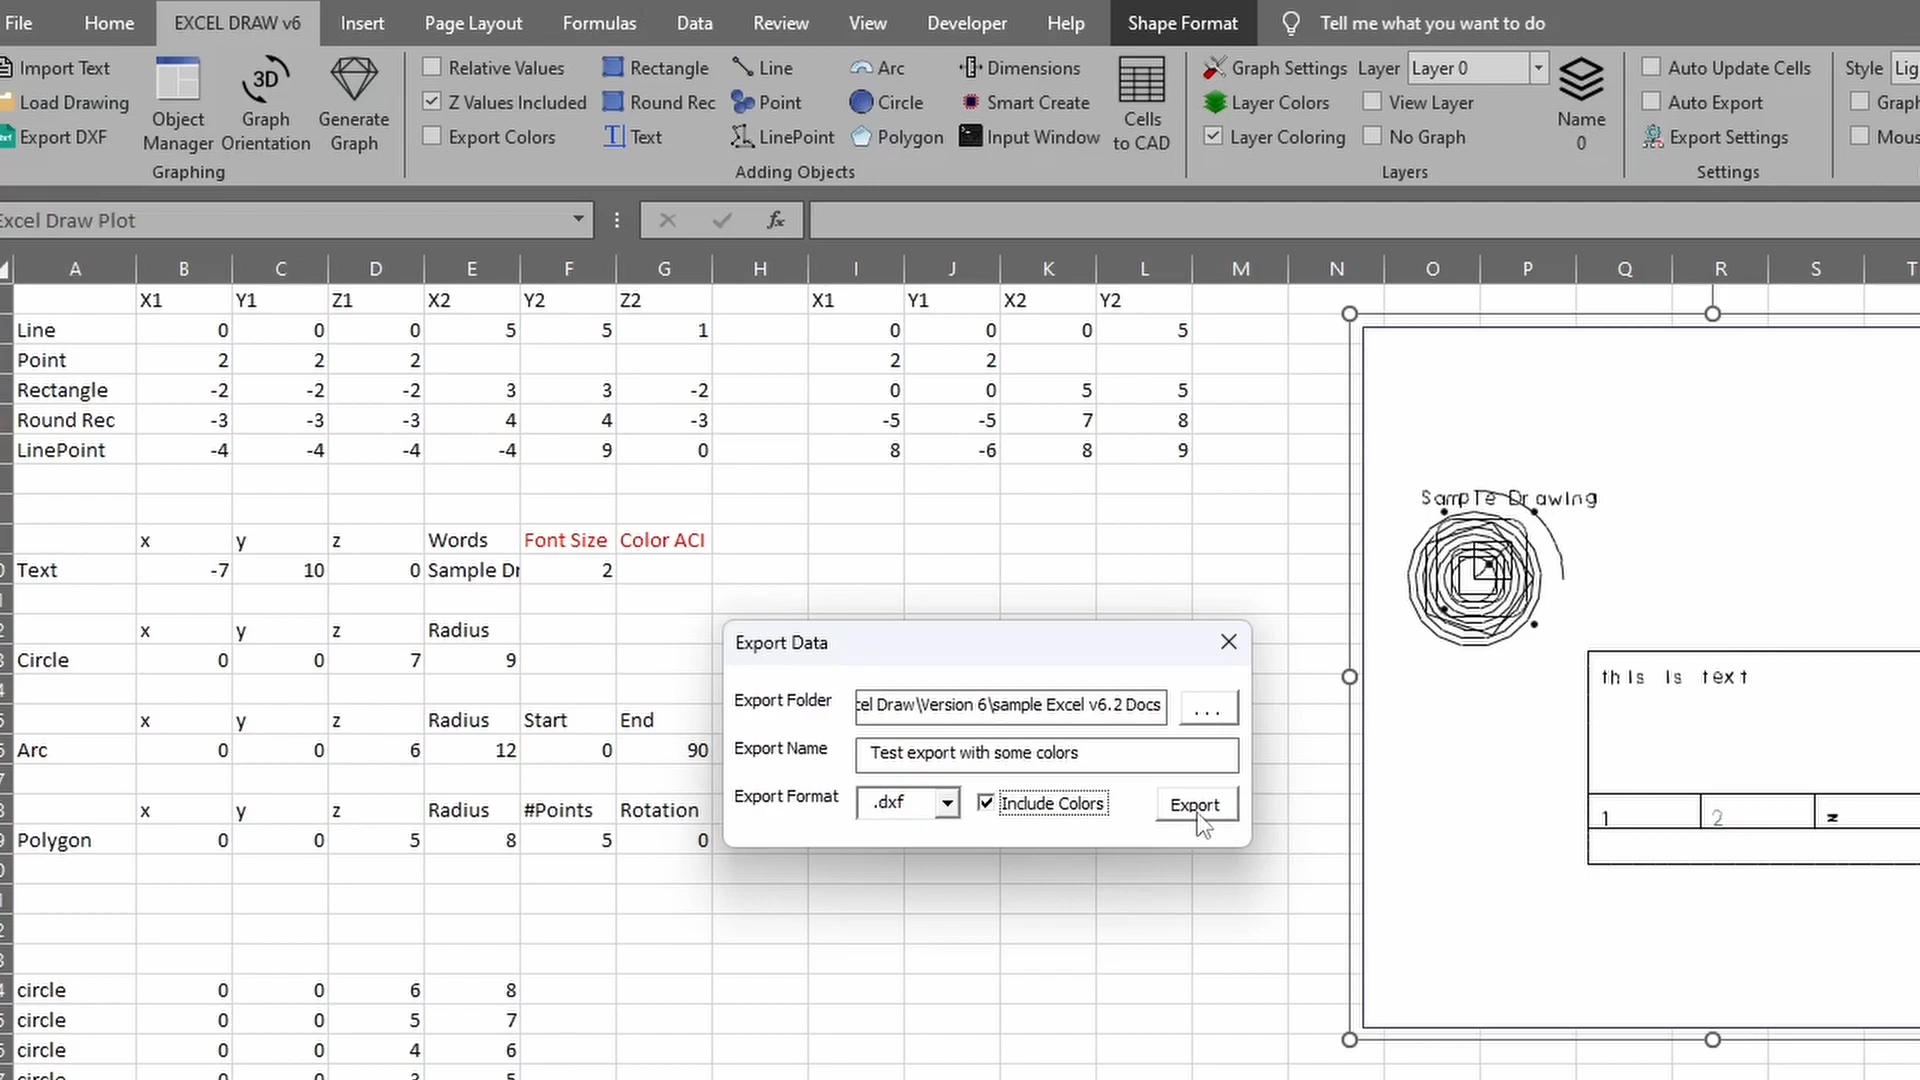 File Home EXCEL DRAW v6 Insert Page Layout Formulas Data Review View Developer Help Shape Format Tell me what you want to do
Import Text
Load Drawing
Export DXF
Object Manager
Graph Orientation
Generate Graph
Graphing
Relative Values
Z Values Included
Export Colors
Rectangle
Round Rec
Text
Line
Point
LinePoint
Arc
Circle
Polygon
Dimensions
Smart Create
Input Window
Cells to CAD
Adding Objects
Graph Settings
Layer Colors
Layer Coloring
Layer Layer 0
View Layer
No Graph
Name 0
Layers
Auto Update Cells
Auto Export
Export Settings
Settings
Style
Excel Draw Plot
fx
A B C D E F G H I J K L M N O P Q R S T
X1 Y1 Z1 X2 Y2 Z2 X1 Y1 X2 Y2
Line 0 0 0 5 5 1 0 0 0 5
Point 2 2 2 2 2
Rectangle -2 -2 -2 3 3 -2 0 0 5 5
Round Rec -3 -3 -3 4 4 -3 -5 -5 7 8
LinePoint -4 -4 -4 -4 9 0 8 -6 8 9
x y z Words Font Size Color ACI
Text -7 10 0 Sample Dr 2
x y z Radius
Circle 0 0 7 9
x y z Radius Start End
Arc 0 0 6 12 0 90
x y z Radius #Points Rotation
Polygon 0 0 5 8 5 0
circle 0 0 6 8
circle 0 0 5 7
circle 0 0 4 6
Export Data
Export Folder cel Draw\Version 6\sample Excel v6.2 Docs ...
Export Name Test export with some colors
Export Format .dxf Include Colors Export
Sample Drawing
this is text
1 2 z